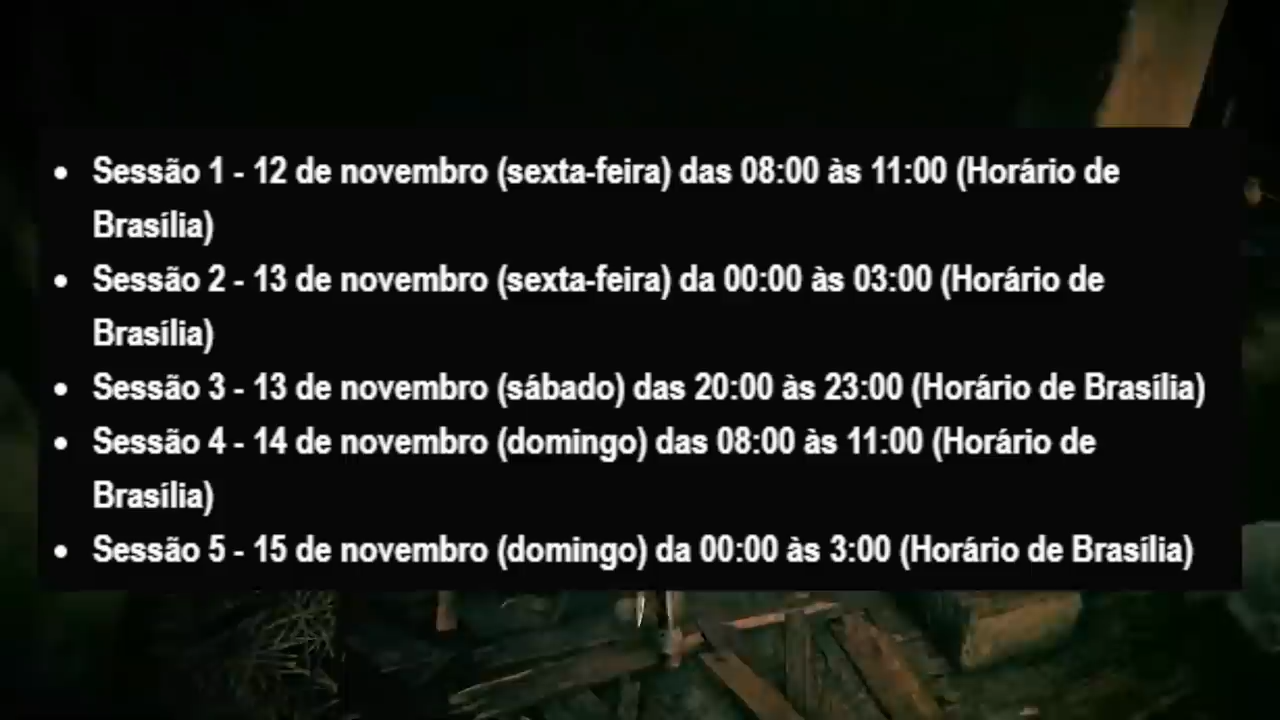 • Sessão 1 - 12 de novembro (sexta-feira) das 08:00 às 11:00 (Horário de
Brasília)
• Sessão 2 - 13 de novembro (sexta-feira) da 00:00 às 03:00 (Horário de
Brasília)
• Sessão 3 - 13 de novembro (sábado) das 20:00 às 23:00 (Horário de Brasília)
• Sessão 4 - 14 de novembro (domingo) das 08:00 às 11:00 (Horário de
Brasília)
• Sessão 5 - 15 de novembro (domingo) da 00:00 às 3:00 (Horário de Brasília)